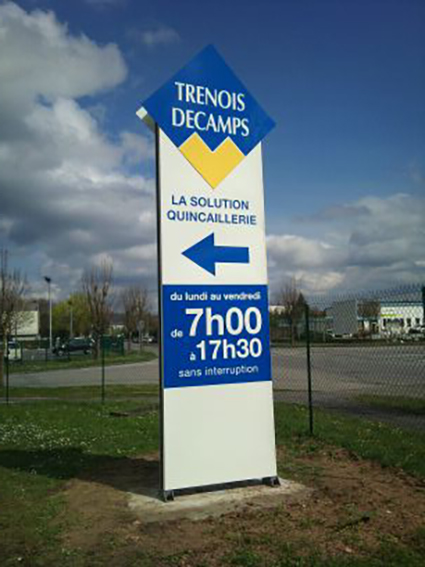 TRENOIS
DECAMPS
LA SOLUTION
QUINCAILLERIE
du lundi au vendredi
de 7h00
à 17h30
sans interruption